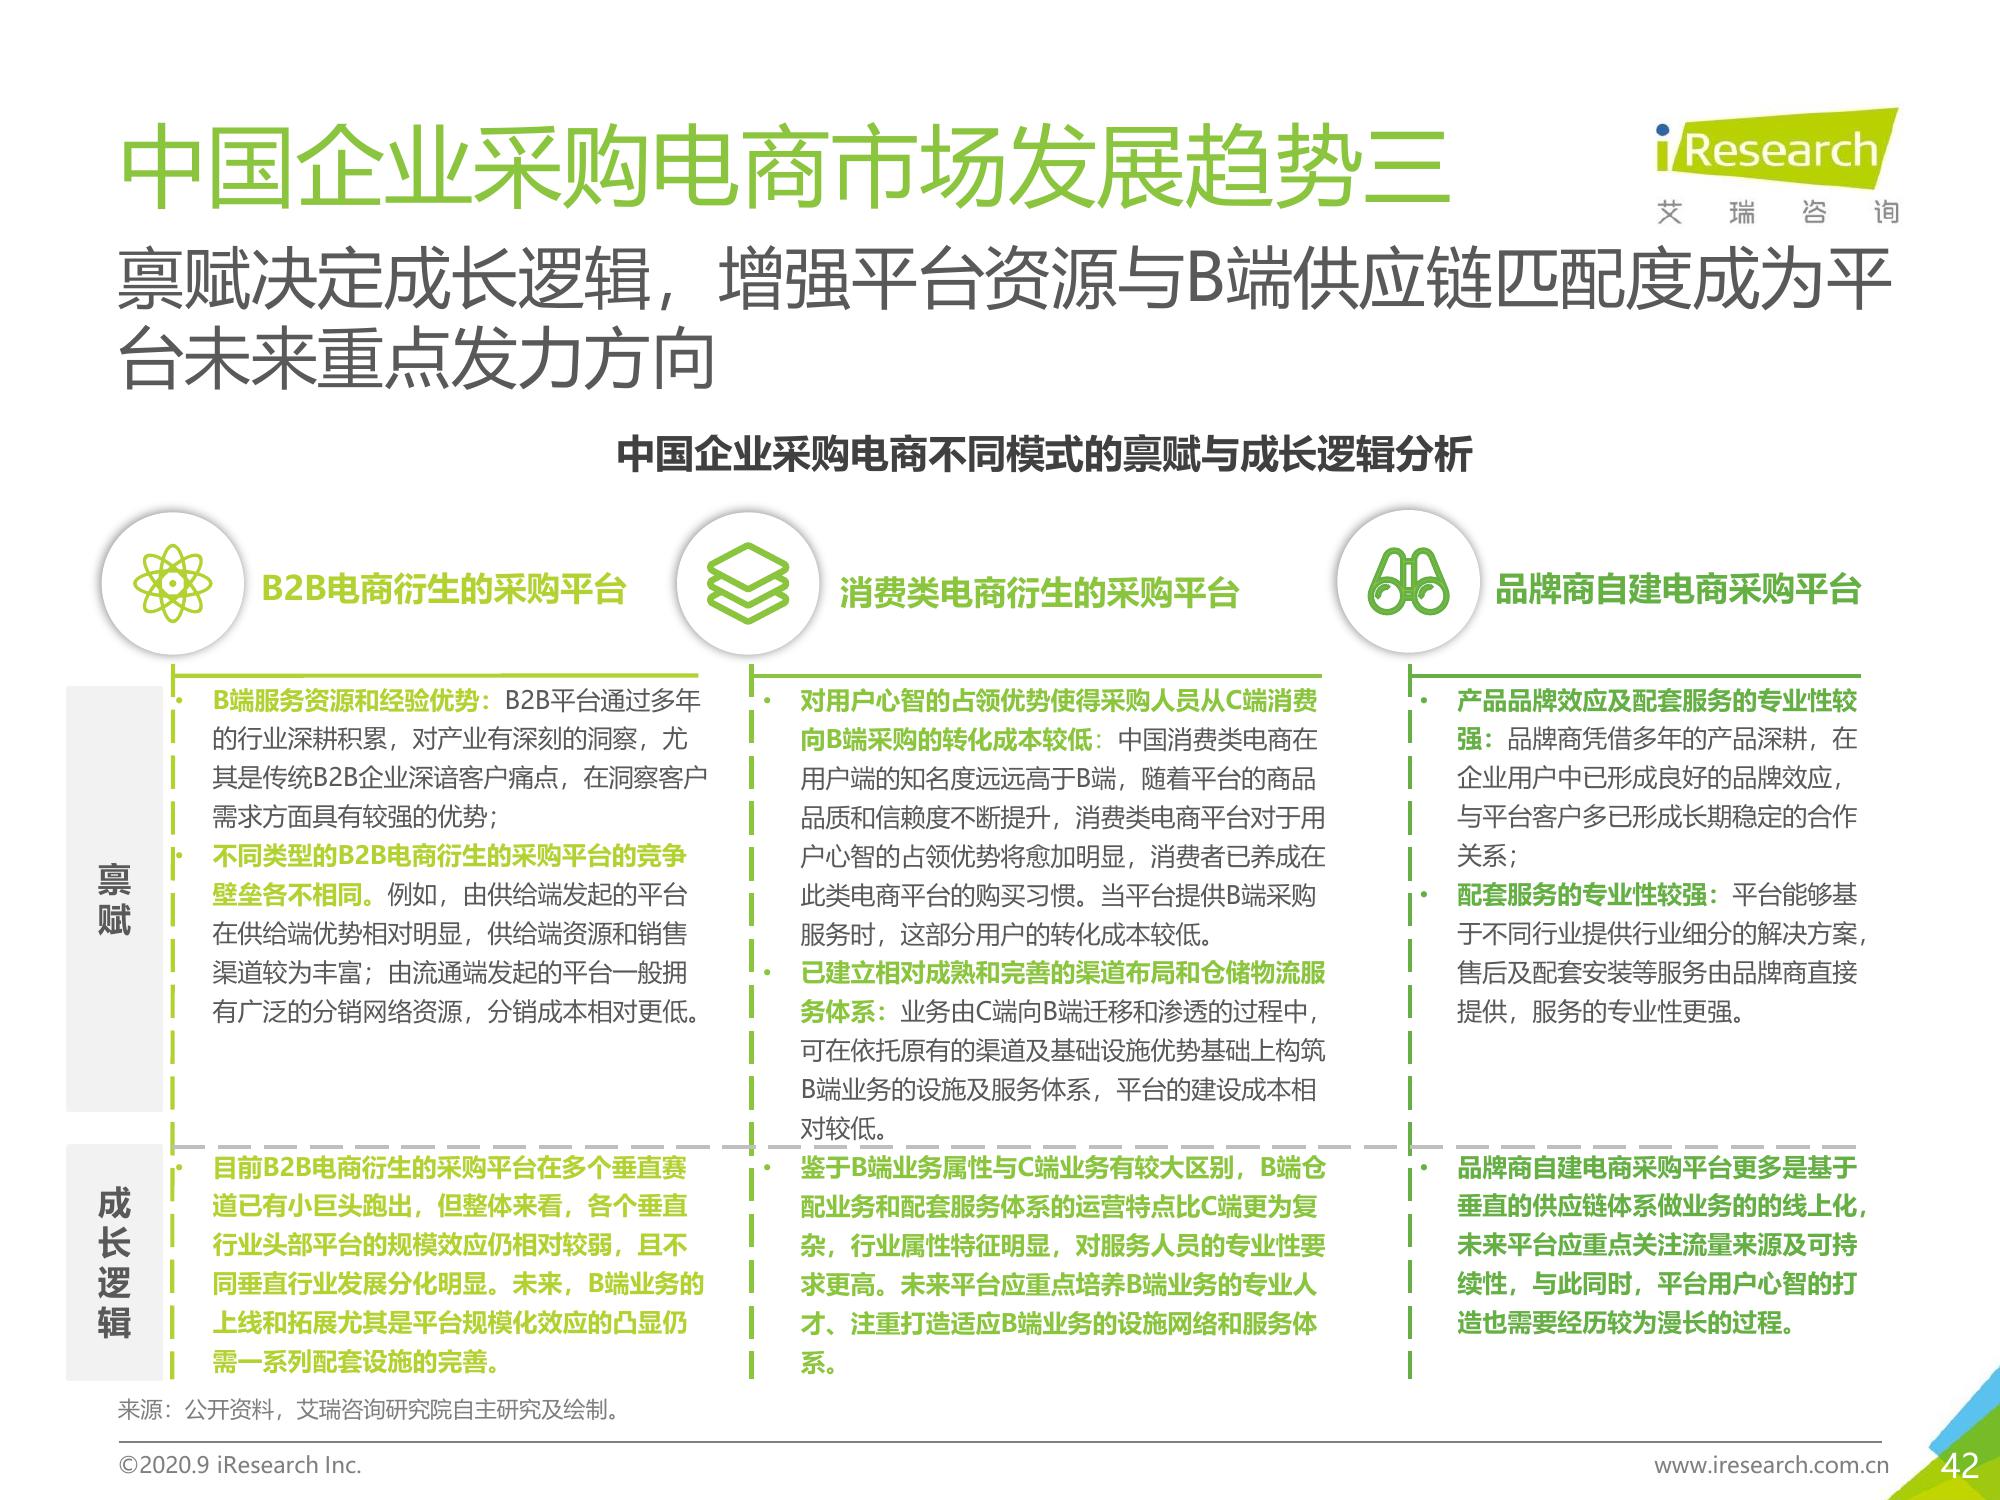 中国企业采购电商市场发展趋势三
iResearch
艾瑞咨询
禀赋决定成长逻辑，增强平台资源与B端供应链匹配度成为平
台未来重点发力方向
中国企业采购电商不同模式的禀赋与成长逻辑分析
B2B电商衍生的采购平台
消费类电商衍生的采购平台
品牌商自建电商采购平台
禀赋
• B端服务资源和经验优势：B2B平台通过多年
的行业深耕积累，对产业有深刻的洞察，尤
其是传统B2B企业深谙客户痛点，在洞察客户
需求方面具有较强的优势；
• 不同类型的B2B电商衍生的采购平台的竞争
壁垒各不相同。例如，由供给端发起的平台
在供给端优势相对明显，供给端资源和销售
渠道较为丰富；由流通端发起的平台一般拥
有广泛的分销网络资源，分销成本相对更低。
• 对用户心智的占领优势使得采购人员从C端消费
向B端采购的转化成本较低：中国消费类电商在
用户端的知名度远远高于B端，随着平台的商品
品质和信赖度不断提升，消费类电商平台对于用
户心智的占领优势将愈加明显，消费者已养成在
此类电商平台的购买习惯。当平台提供B端采购
服务时，这部分用户的转化成本较低。
• 已建立相对成熟和完善的渠道布局和仓储物流服
务体系：业务由C端向B端迁移和渗透的过程中，
可在依托原有的渠道及基础设施优势基础上构筑
B端业务的设施及服务体系，平台的建设成本相
对较低。
• 产品品牌效应及配套服务的专业性较
强：品牌商凭借多年的产品深耕，在
企业用户中已形成良好的品牌效应，
与平台客户多已形成长期稳定的合作
关系；
• 配套服务的专业性较强：平台能够基
于不同行业提供行业细分的解决方案，
售后及配套安装等服务由品牌商直接
提供，服务的专业性更强。
成长逻辑
• 目前B2B电商衍生的采购平台在多个垂直赛
道已有小巨头跑出，但整体来看，各个垂直
行业头部平台的规模效应仍相对较弱，且不
同垂直行业发展分化明显。未来，B端业务的
上线和拓展尤其是平台规模化效应的凸显仍
需一系列配套设施的完善。
• 鉴于B端业务属性与C端业务有较大区别，B端仓
配业务和配套服务体系的运营特点比C端更为复
杂，行业属性特征明显，对服务人员的专业性要
求更高。未来平台应重点培养B端业务的专业人
才、注重打造适应B端业务的设施网络和服务体
系。
• 品牌商自建电商采购平台更多是基于
垂直的供应链体系做业务的的线上化，
未来平台应重点关注流量来源及可持
续性，与此同时，平台用户心智的打
造也需要经历较为漫长的过程。
来源：公开资料，艾瑞咨询研究院自主研究及绘制。
©2020.9 iResearch Inc.
www.iresearch.com.cn
42